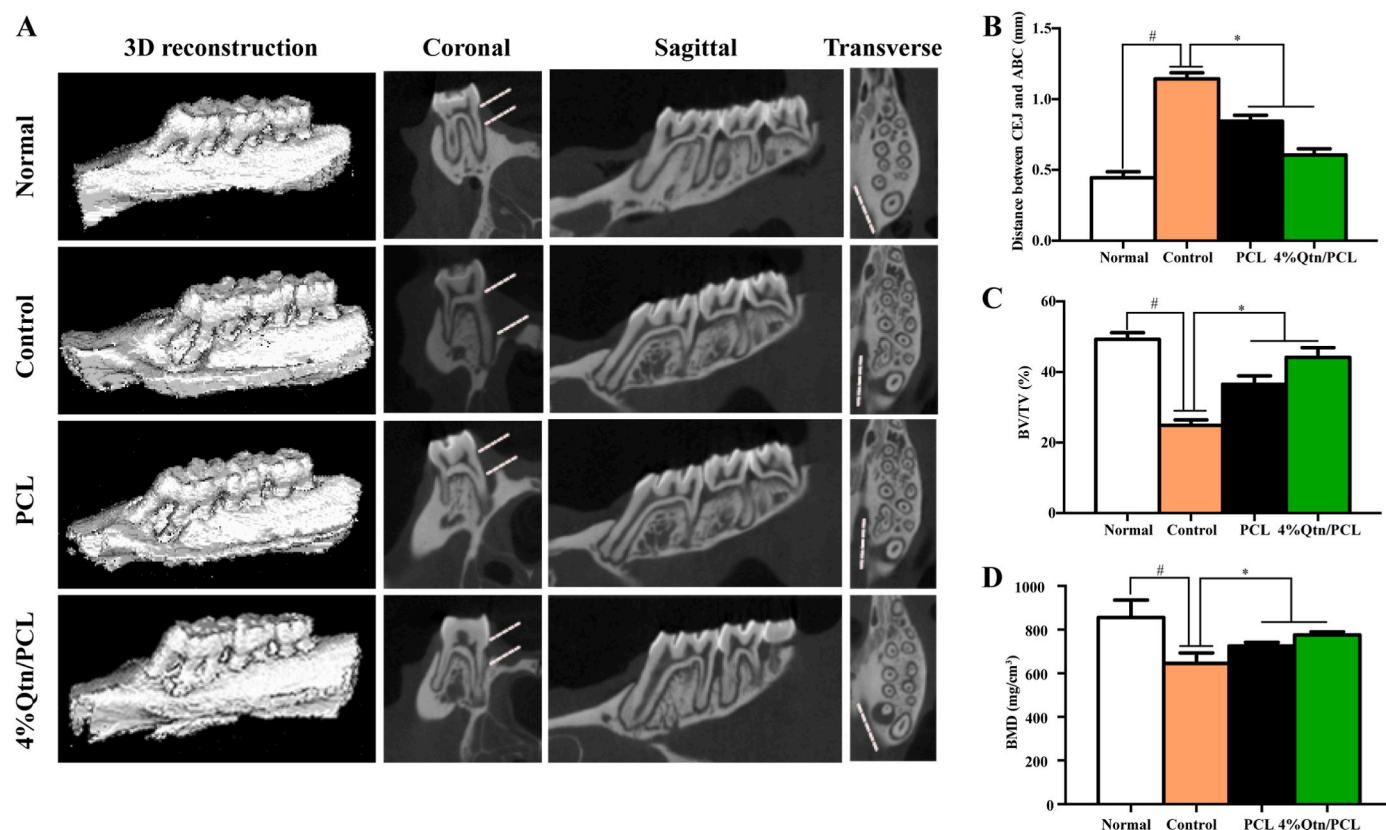 A
3D reconstruction
Coronal
Sagittal
Transverse
Normal
Control
PCL
4%Qtn/PCL
B
Distance between CEJ and ABC (mm)
1.5
1.0
0.5
0.0
#
*
Normal
Control
PCL
4%Qtn/PCL
C
BV/TV (%)
60
40
20
0
#
*
Normal
Control
PCL
4%Qtn/PCL
D
BMD (mg/cm³)
1000
800
600
400
200
0
#
*
Normal
Control
PCL
4%Qtn/PCL